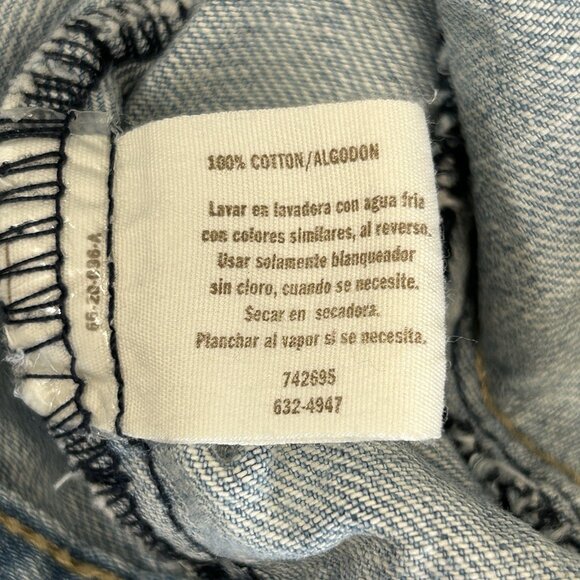 100% COTTON/ALGODON
Lavar en lavadora con agua fria
con colores similares, al reverso.
Usar solamente blanqueador
sin cloro, cuando se necesite.
Secar en secadora.
Planchar al vapor si se necesita.
742695
632-4947